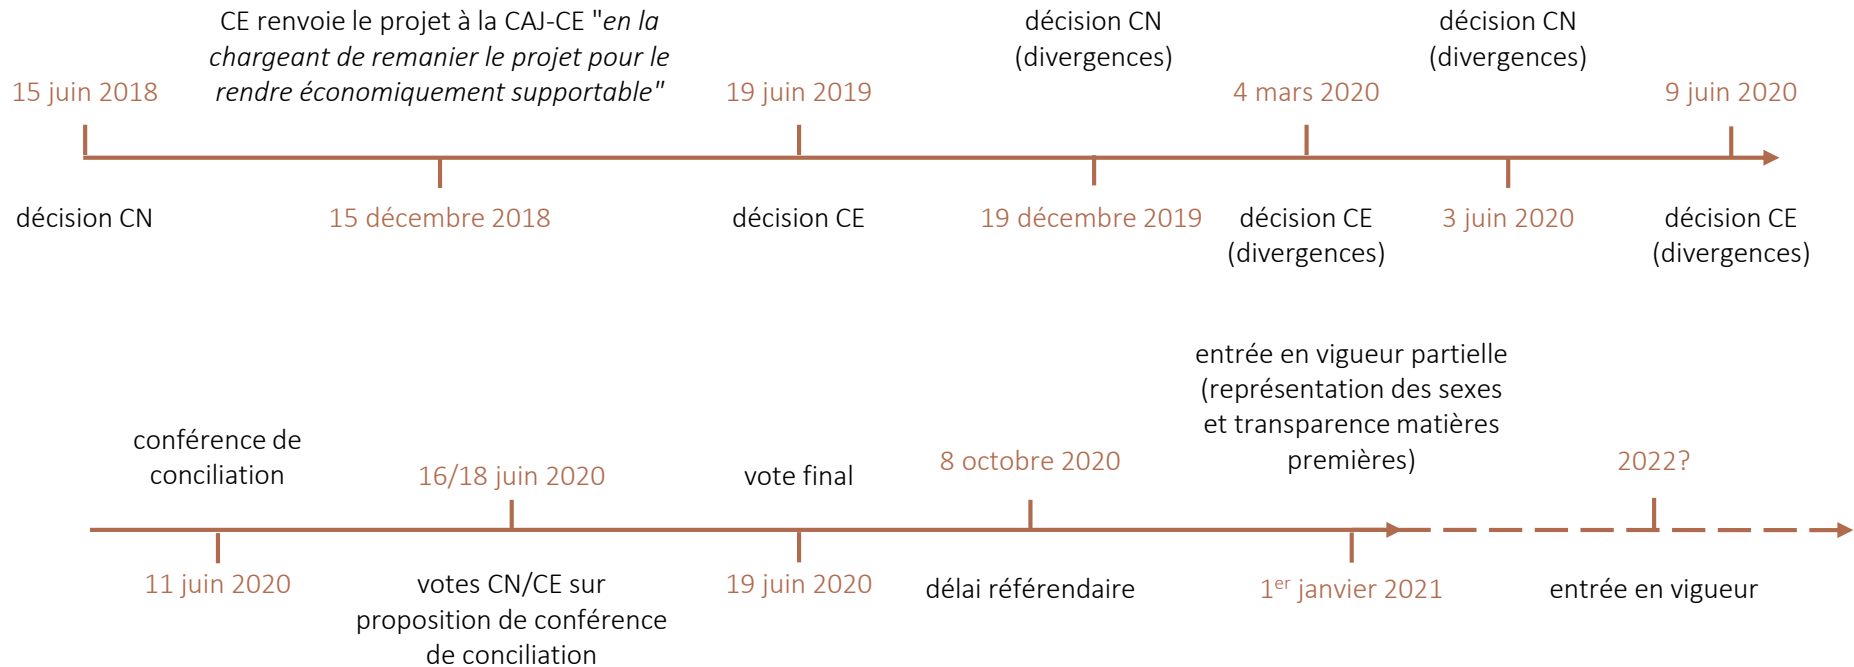 15 juin 2018
décision CN
CE renvoie le projet à la CAJ-CE "en la
chargeant de remanier le projet pour le
rendre économiquement supportable"
15 décembre 2018
19 juin 2019
décision CE
décision CN
(divergences)
19 décembre 2019
4 mars 2020
décision CE
(divergences)
décision CN
(divergences)
3 juin 2020
9 juin 2020
décision CE
(divergences)
conférence de
conciliation
11 juin 2020
16/18 juin 2020
votes CN/CE sur
proposition de conférence
de conciliation
vote final
19 juin 2020
8 octobre 2020
délai référendaire
entrée en vigueur partielle
(représentation des sexes
et transparence matières
premières)
1er janvier 2021
2022?
entrée en vigueur